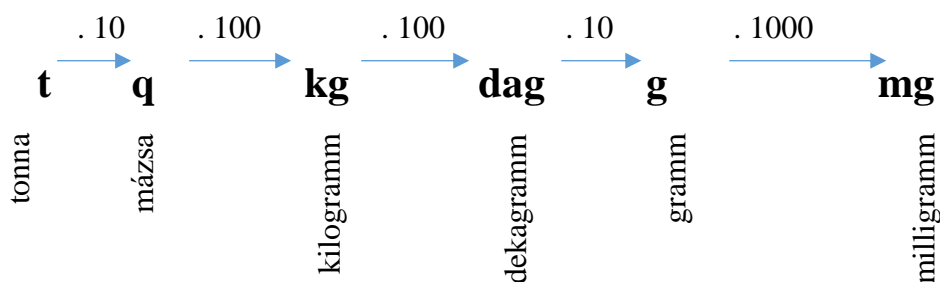 . 10 . 100 . 100 . 10 . 1000
t q kg dag g mg
tonna mázsa kilogramm dekagramm gramm milligramm